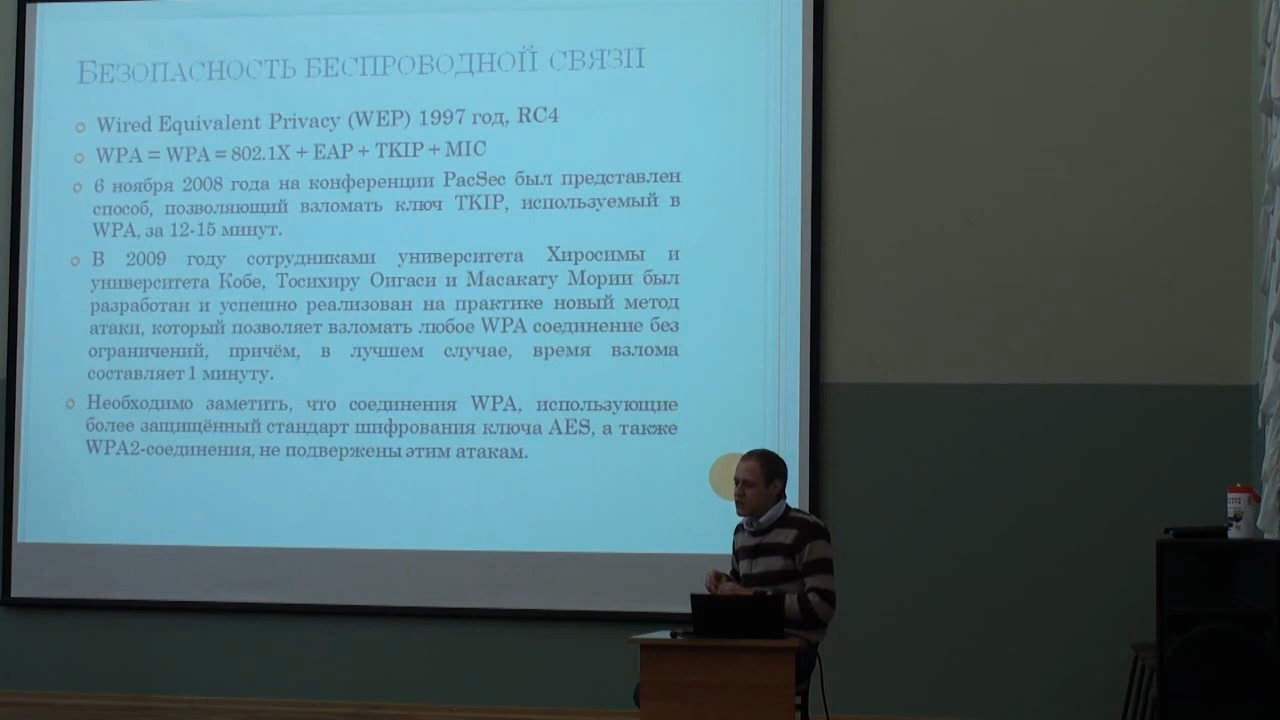 Безопасность беспроводной связи
Wired Equivalent Privacy (WEP) 1997 год, RC4
WPA = WPA = 802.1X + EAP + TKIP + MIC
6 ноября 2008 года на конференции PacSec был представлен
способ, позволяющий взломать ключ TKIP, используемый в
WPA, за 12-15 минут.
В 2009 году сотрудниками университета Хиросимы и
университета Кобе, Тосихиру Оигаси и Масакату Мории был
разработан и успешно реализован на практике новый метод
атаки, который позволяет взломать любое WPA соединение без
ограничений, причём, в лучшем случае, время взлома
составляет 1 минуту.
Необходимо заметить, что соединения WPA, использующие
более защищённый стандарт шифрования ключа AES, а также
WPA2-соединения, не подвержены этим атакам.